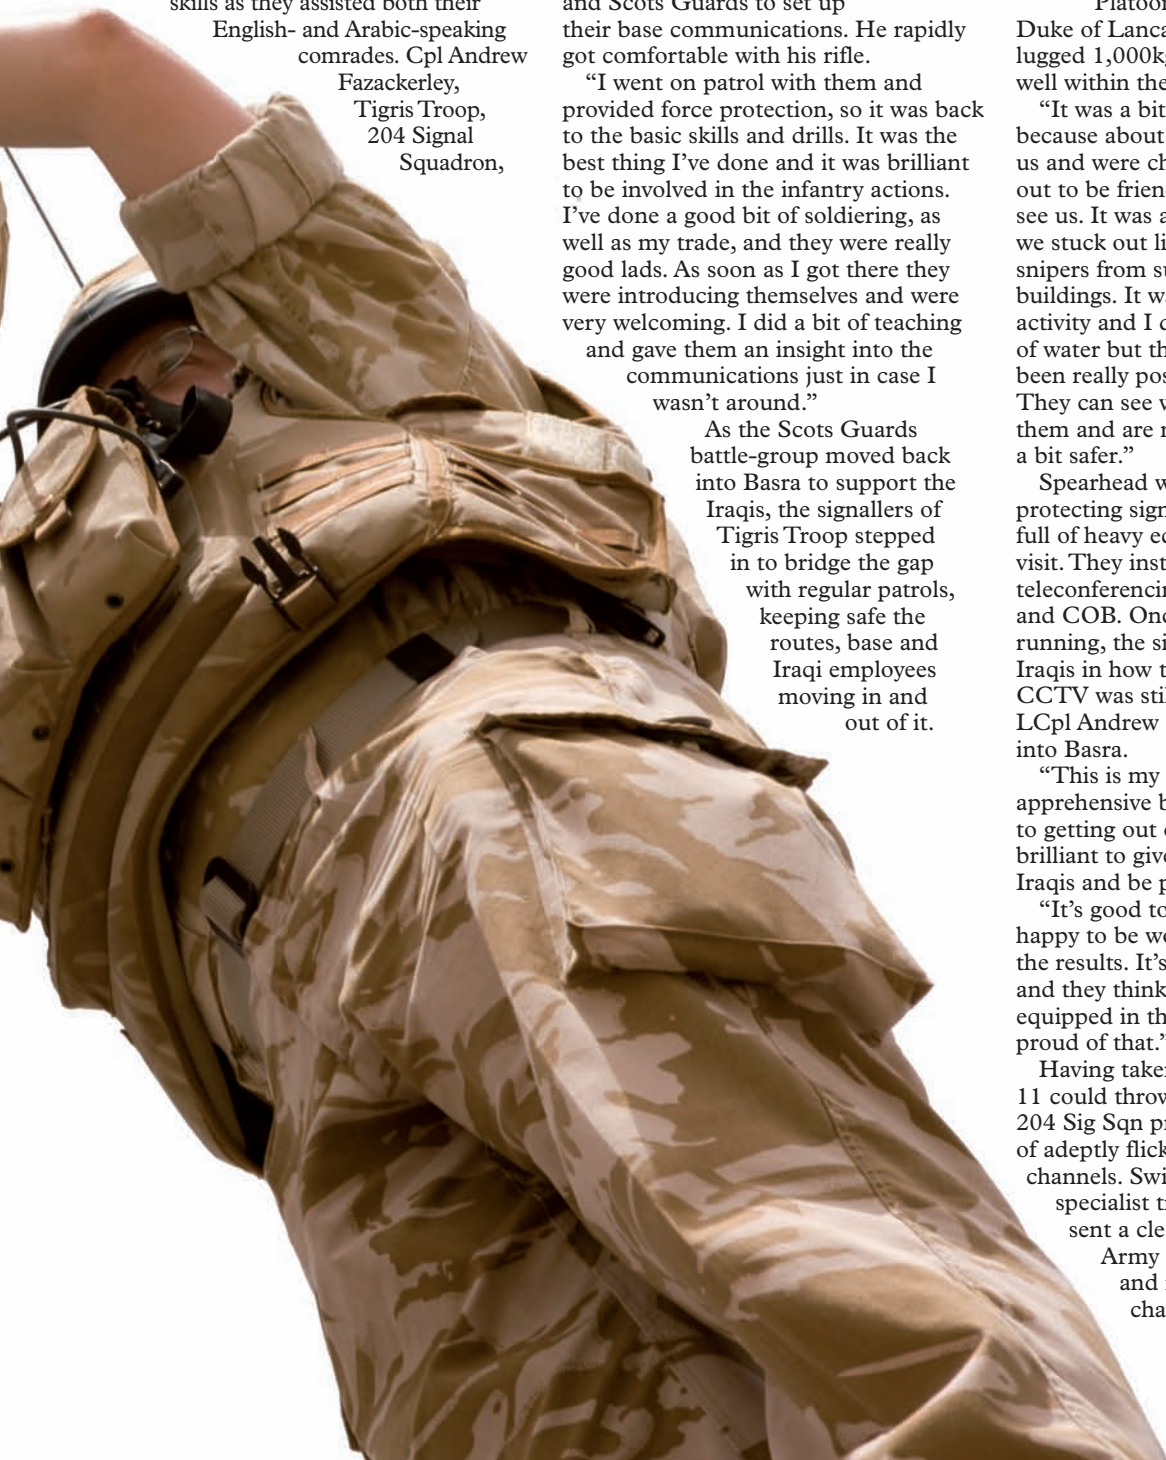 skills as they assisted both their
English- and Arabic-speaking
comrades. Cpl Andrew
Fazackerley,
Tigris Troop,
204 Signal
Squadron,
and Scots Guards to set up
their base communications. He rapidly
got comfortable with his rifle.
“I went on patrol with them and
provided force protection, so it was back
to the basic skills and drills. It was the
best thing I’ve done and it was brilliant
to be involved in the infantry actions.
I’ve done a good bit of soldiering, as
well as my trade, and they were really
good lads. As soon as I got there they
were introducing themselves and were
very welcoming. I did a bit of teaching
and gave them an insight into the
communications just in case I
wasn’t around.”
As the Scots Guards
battle-group moved back
into Basra to support the
Iraqis, the signallers of
Tigris Troop stepped
in to bridge the gap
with regular patrols,
keeping safe the
routes, base and
Iraqi employees
moving in and
out of it.
Platoon
Duke of Lanca
lugged 1,000kg
well within the
“It was a bit
because about
us and were ch
out to be frien
see us. It was a
we stuck out li
snipers from su
buildings. It wa
activity and I d
of water but th
been really pos
They can see w
them and are r
a bit safer.”
Spearhead w
protecting sign
full of heavy ec
visit. They inst
teleconferencin
and COB. Onc
running, the si
Iraqis in how t
CCTV was stil
LCpl Andrew
into Basra.
“This is my
apprehensive b
to getting out o
brilliant to give
Iraqis and be p
“It’s good to
happy to be wo
the results. It’s
and they think
equipped in th
proud of that.”
Having taken
11 could throw
204 Sig Sqn pr
of adeptly flick
channels. Swi
specialist tr
sent a cle
Army
and
cha